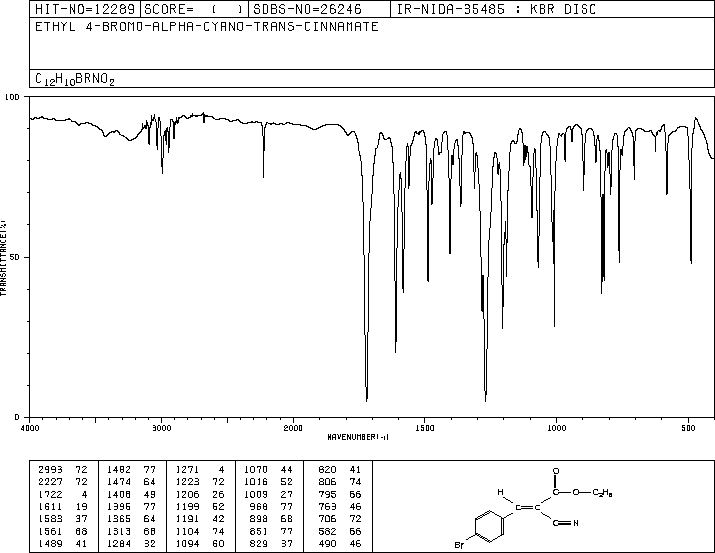 HIT-NO=12289 SCORE= ( ) SDBS-NO=26246 IR-NIDA-35485 : KBR DISC
ETHYL 4-BROMO-ALPHA-CYANO-TRANS-CINNAMATE
C12H10BRNO2
100
50
0
TRANSMITTANCE(%)
4000 3000 2000 1500 1000 500
WAVENUMBER(-1)
2993 72 1482 77 1271 4 1070 44 820 41
2227 72 1474 64 1223 72 1016 52 806 74
1722 4 1408 49 1206 26 1009 27 795 66
1611 19 1396 77 1199 52 968 77 763 46
1583 37 1365 64 1191 42 898 68 706 72
1561 68 1313 68 1104 74 851 77 582 66
1489 41 1284 32 1094 60 829 37 490 46
O
H C O C2H5
C C
C N
Br